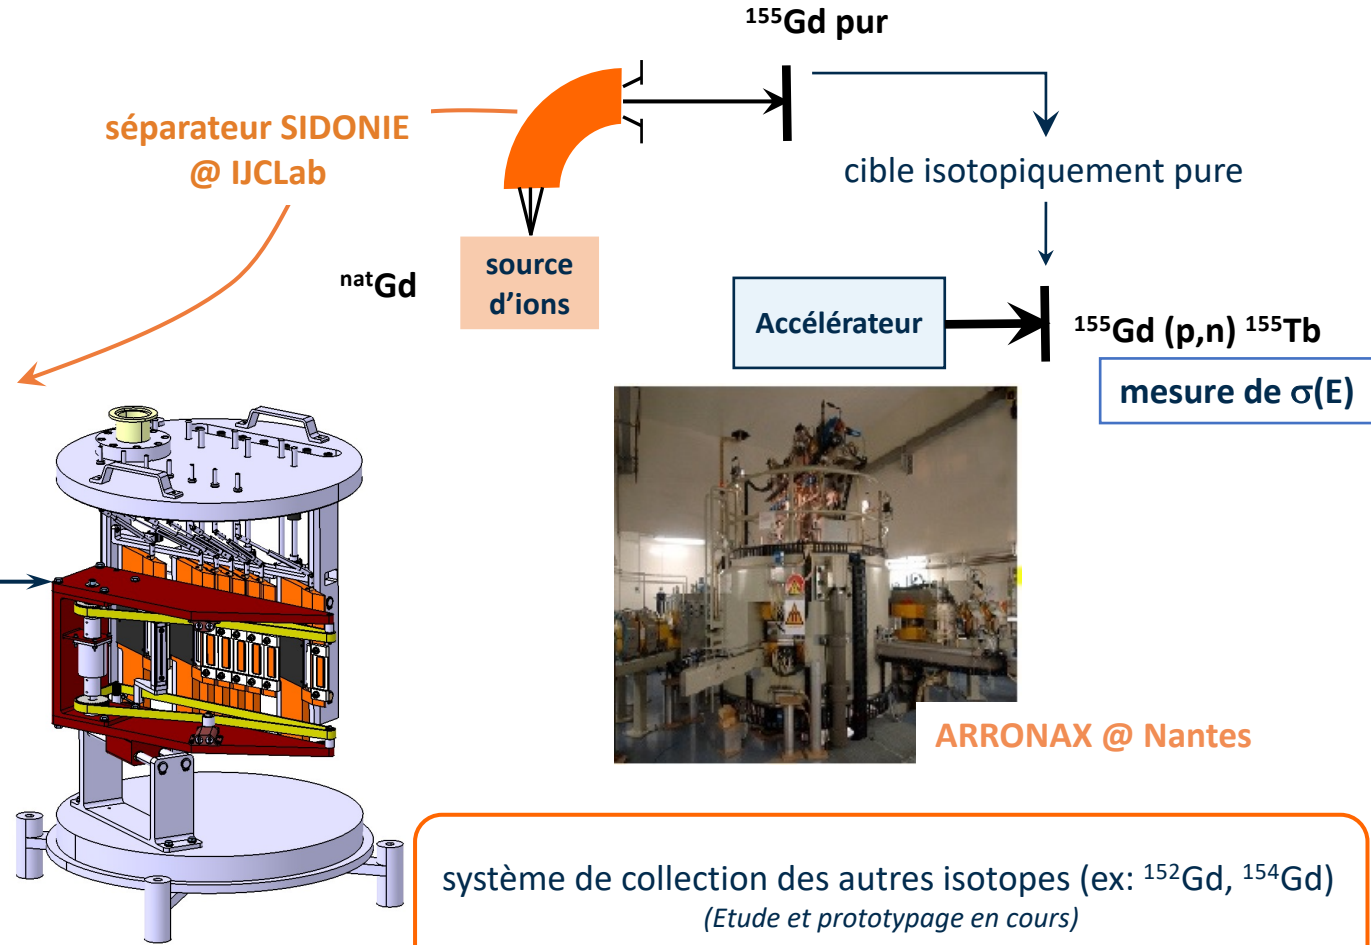 ¹⁵⁵Gd pur
séparateur SIDONIE
@ IJCLab
cible isotopiquement pure
ⁿᵃᵗGd
source
d’ions
Accélérateur
¹⁵⁵Gd (p,n) ¹⁵⁵Tb
mesure de σ(E)
ARRONAX @ Nantes
système de collection des autres isotopes (ex: ¹⁵²Gd, ¹⁵⁴Gd)
(Etude et prototypage en cours)